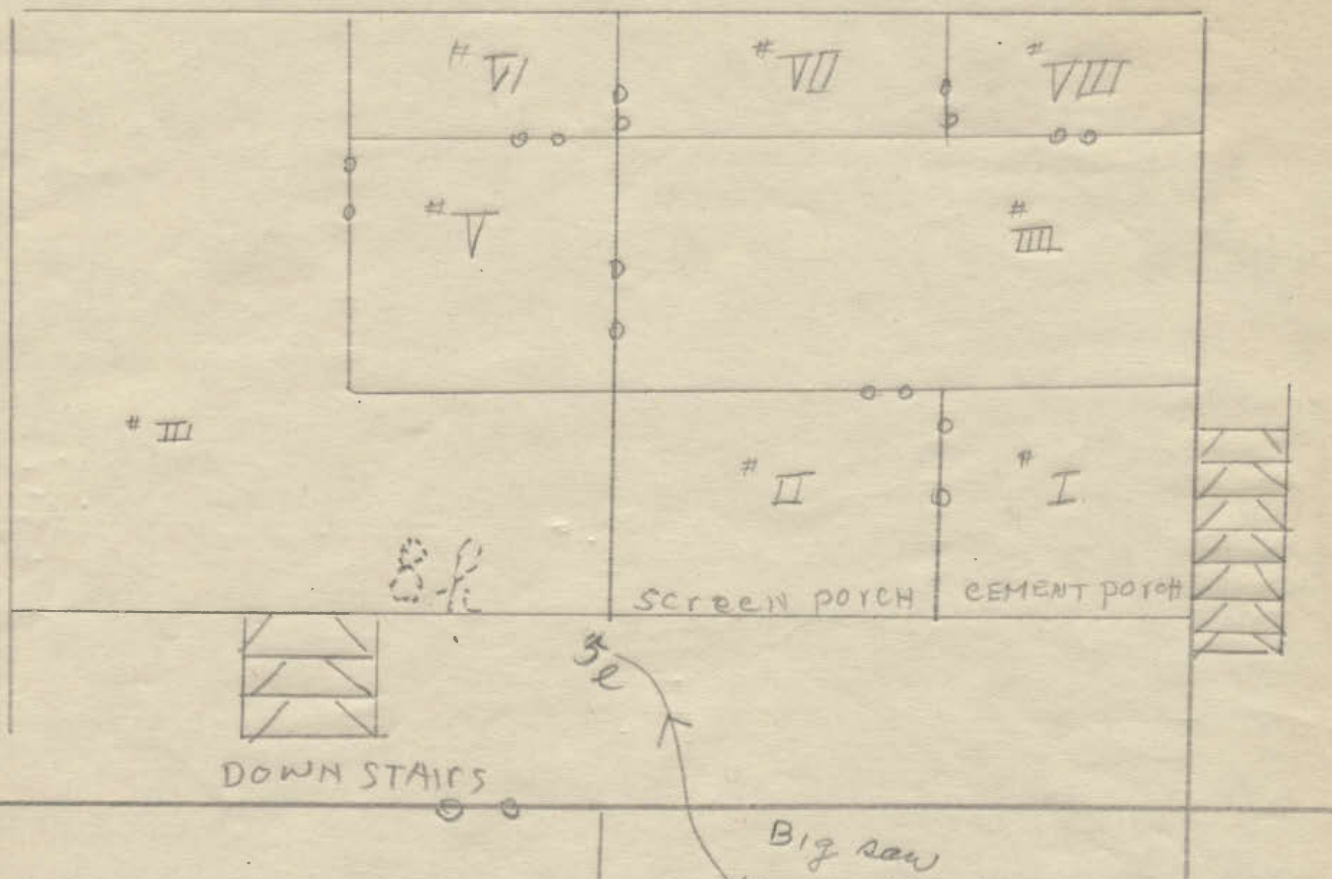 # VI
# VII
# VIII
# V
# IIII
# III
# II
# I
SCreeN porCH
CEMENT porCH
DOWN STAIrS
Big saw